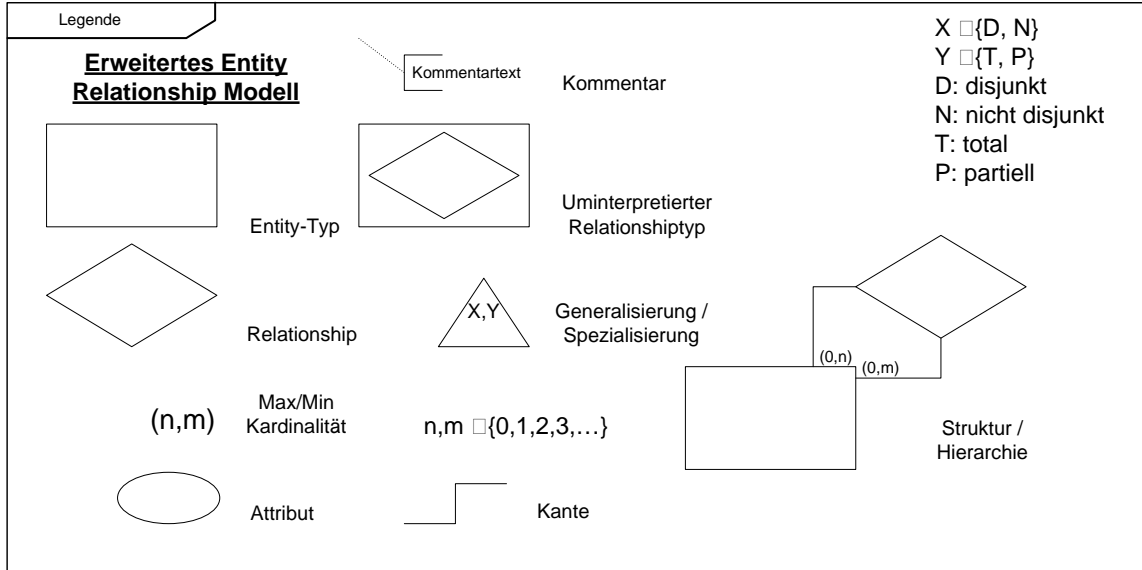 Legende
Erweitertes Entity
Relationship Modell
Kommentartext
Kommentar
X □{D, N}
Y □{T, P}
D: disjunkt
N: nicht disjunkt
T: total
P: partiell
Entity-Typ
Uminterpretierter
Relationshiptyp
Relationship
X,Y
Generalisierung /
Spezialisierung
(0,n)
(0,m)
(n,m)
Max/Min
Kardinalität
n,m □{0,1,2,3,…}
Struktur /
Hierarchie
Attribut
Kante